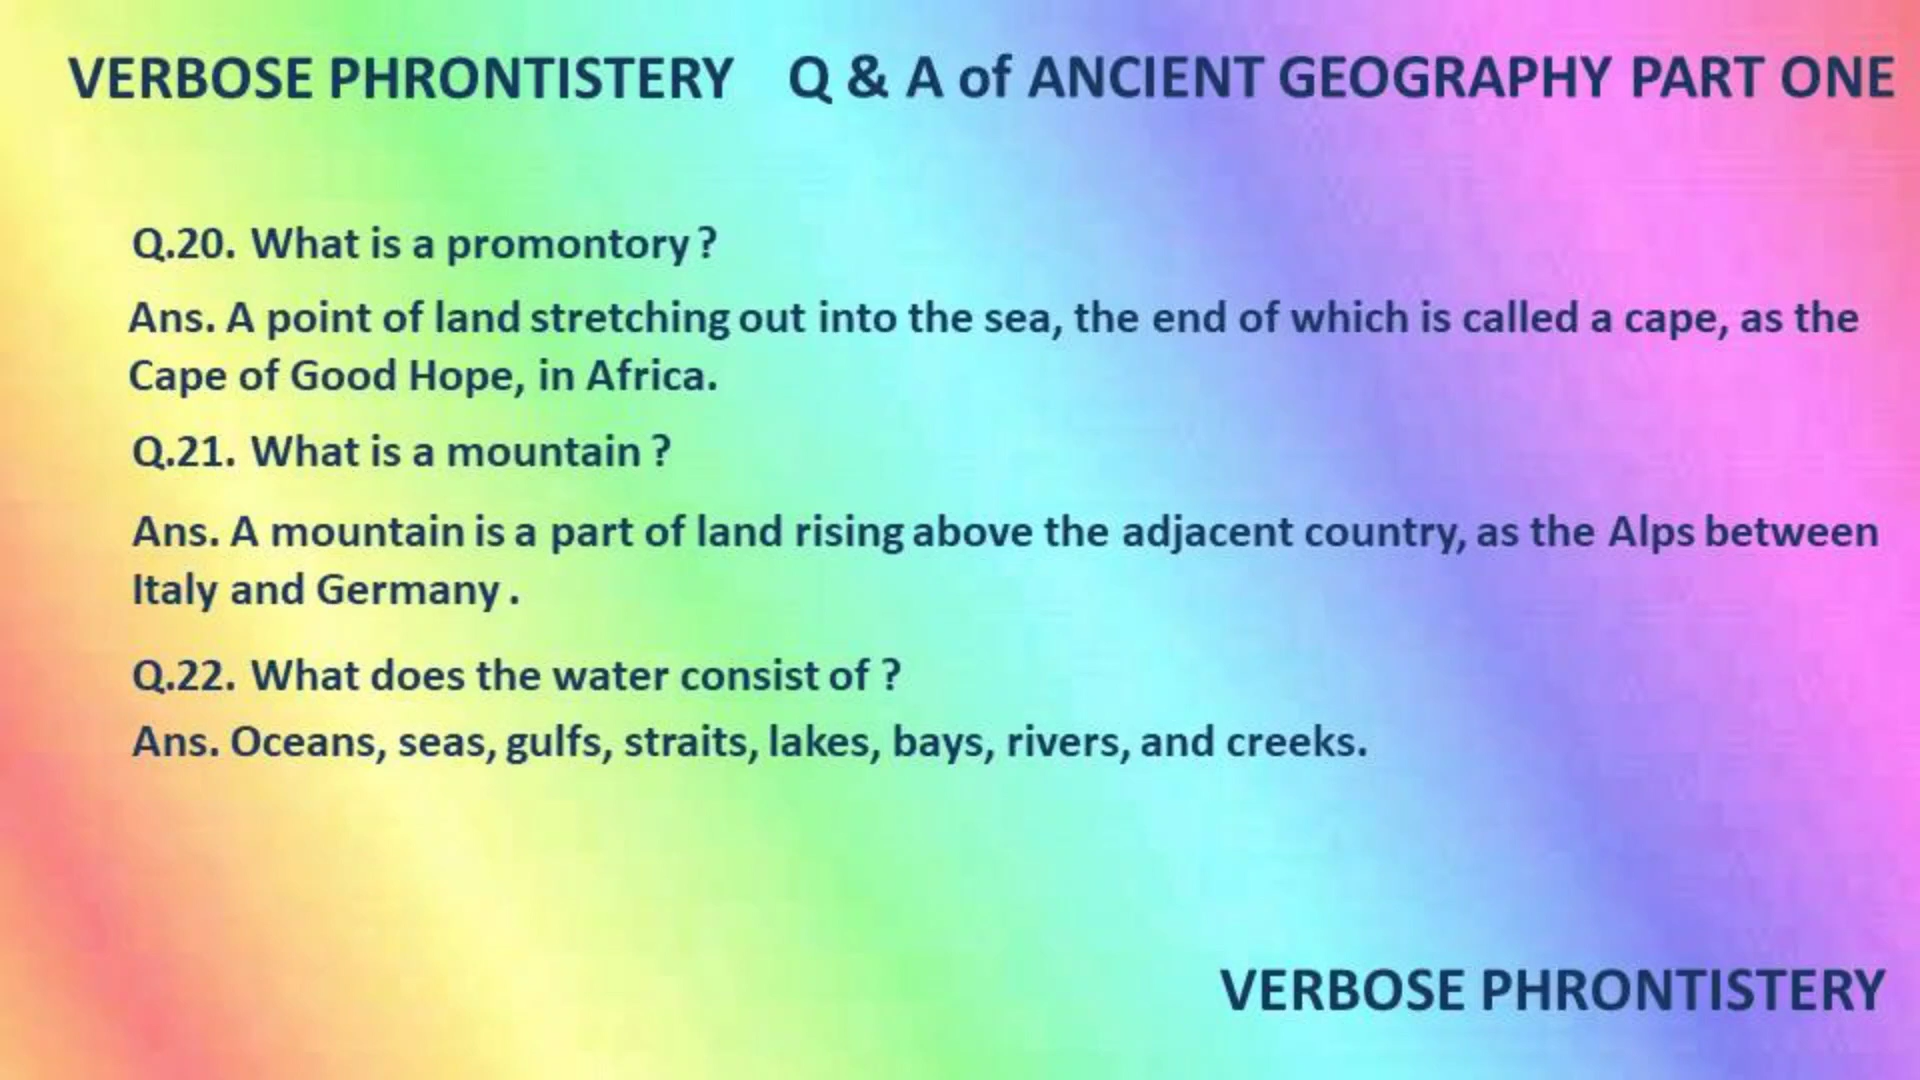 VERBOSE PHRONTISTERY Q & A of ANCIENT GEOGRAPHY PART ONE
Q.20. What is a promontory ?
Ans. A point of land stretching out into the sea, the end of which is called a cape, as the
Cape of Good Hope, in Africa.
Q.21. What is a mountain ?
Ans. A mountain is a part of land rising above the adjacent country, as the Alps between
Italy and Germany .
Q.22. What does the water consist of ?
Ans. Oceans, seas, gulfs, straits, lakes, bays, rivers, and creeks.
VERBOSE PHRONTISTERY